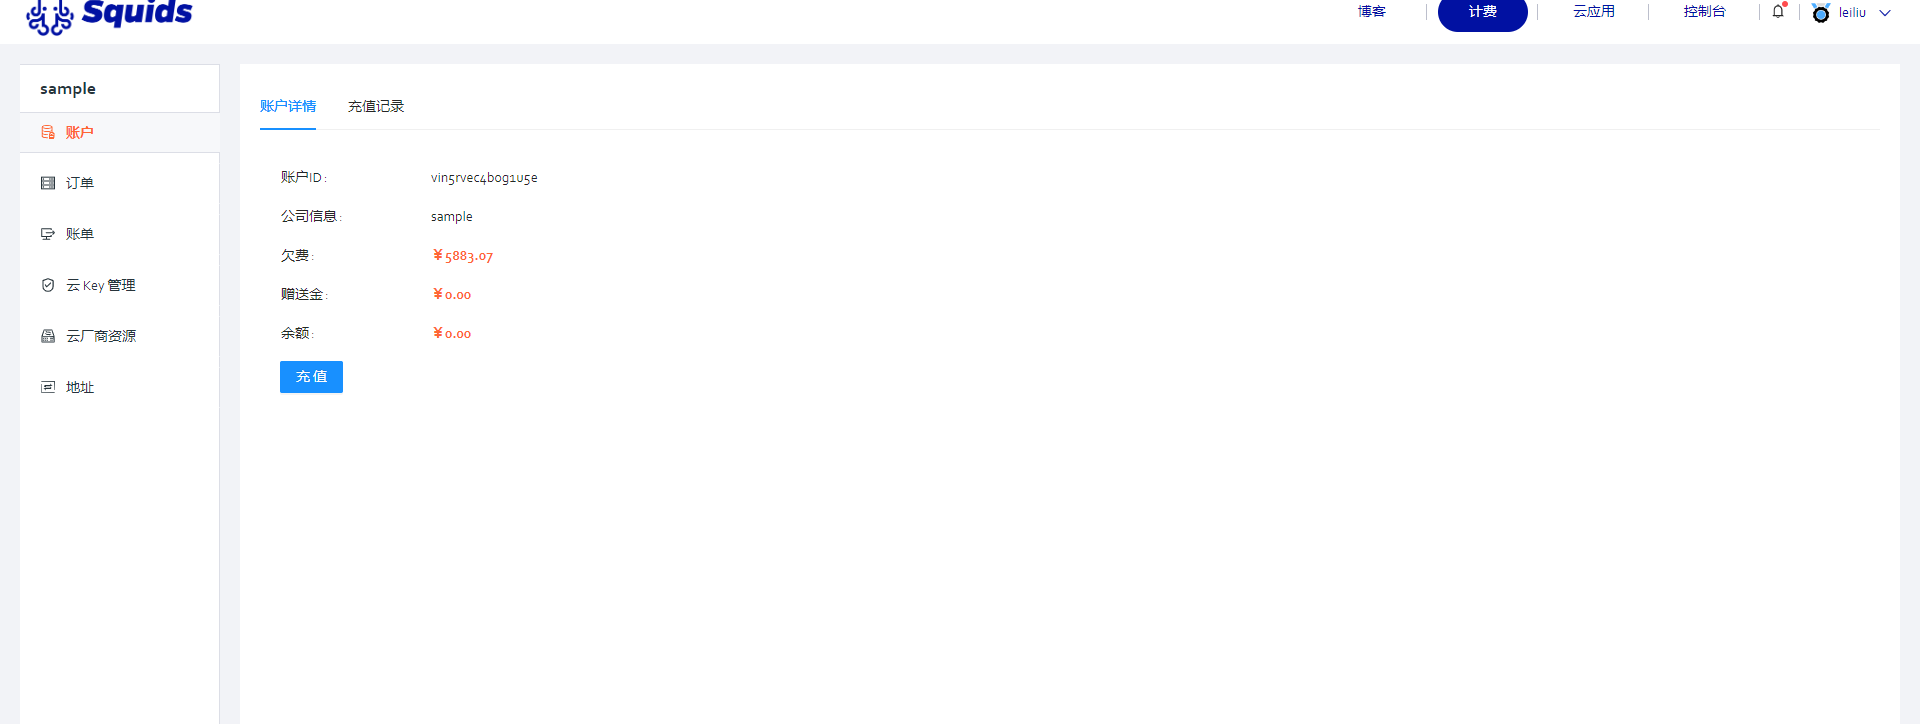 Squids
博客
计费
云应用
控制台
leiliu
sample
账户
订单
账单
云 Key 管理
云厂商资源
地址
账户详情 充值记录
账户ID: vin5rvec4bog1u5e
公司信息: sample
欠费: ¥5883.07
赠送金: ¥0.00
余额: ¥0.00
充 值